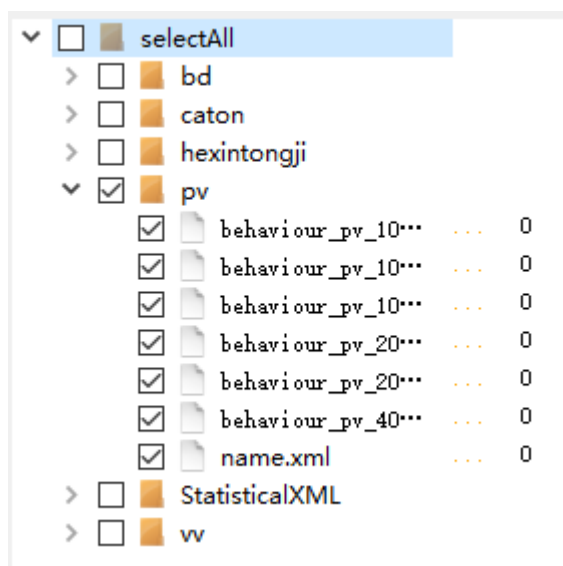 selectAll
bd
caton
hexintongji
pv
behaviour_pv_10… ... 0
behaviour_pv_10… ... 0
behaviour_pv_10… ... 0
behaviour_pv_20… ... 0
behaviour_pv_20… ... 0
behaviour_pv_40… ... 0
name.xml ... 0
StatisticalXML
vv